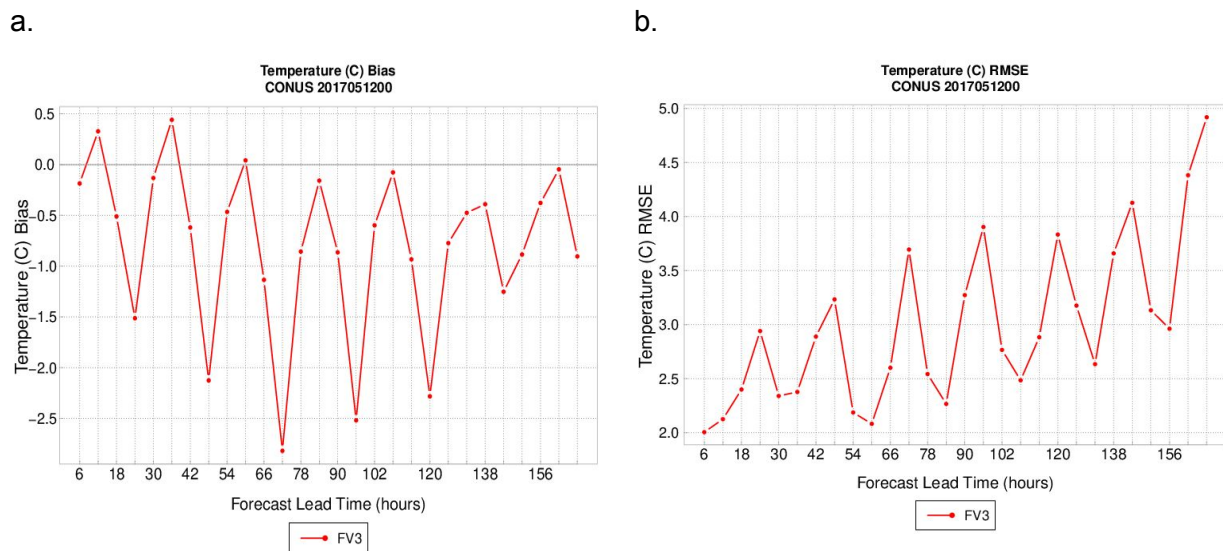 a.
Temperature (C) Bias
CONUS 2017051200
Temperature (C) Bias
0.5
0.0
−0.5
−1.0
−1.5
−2.0
−2.5
6 18 30 42 54 66 78 90 102 120 138 156
Forecast Lead Time (hours)
FV3
b.
Temperature (C) RMSE
CONUS 2017051200
Temperature (C) RMSE
5.0
4.5
4.0
3.5
3.0
2.5
2.0
6 18 30 42 54 66 78 90 102 120 138 156
Forecast Lead Time (hours)
FV3